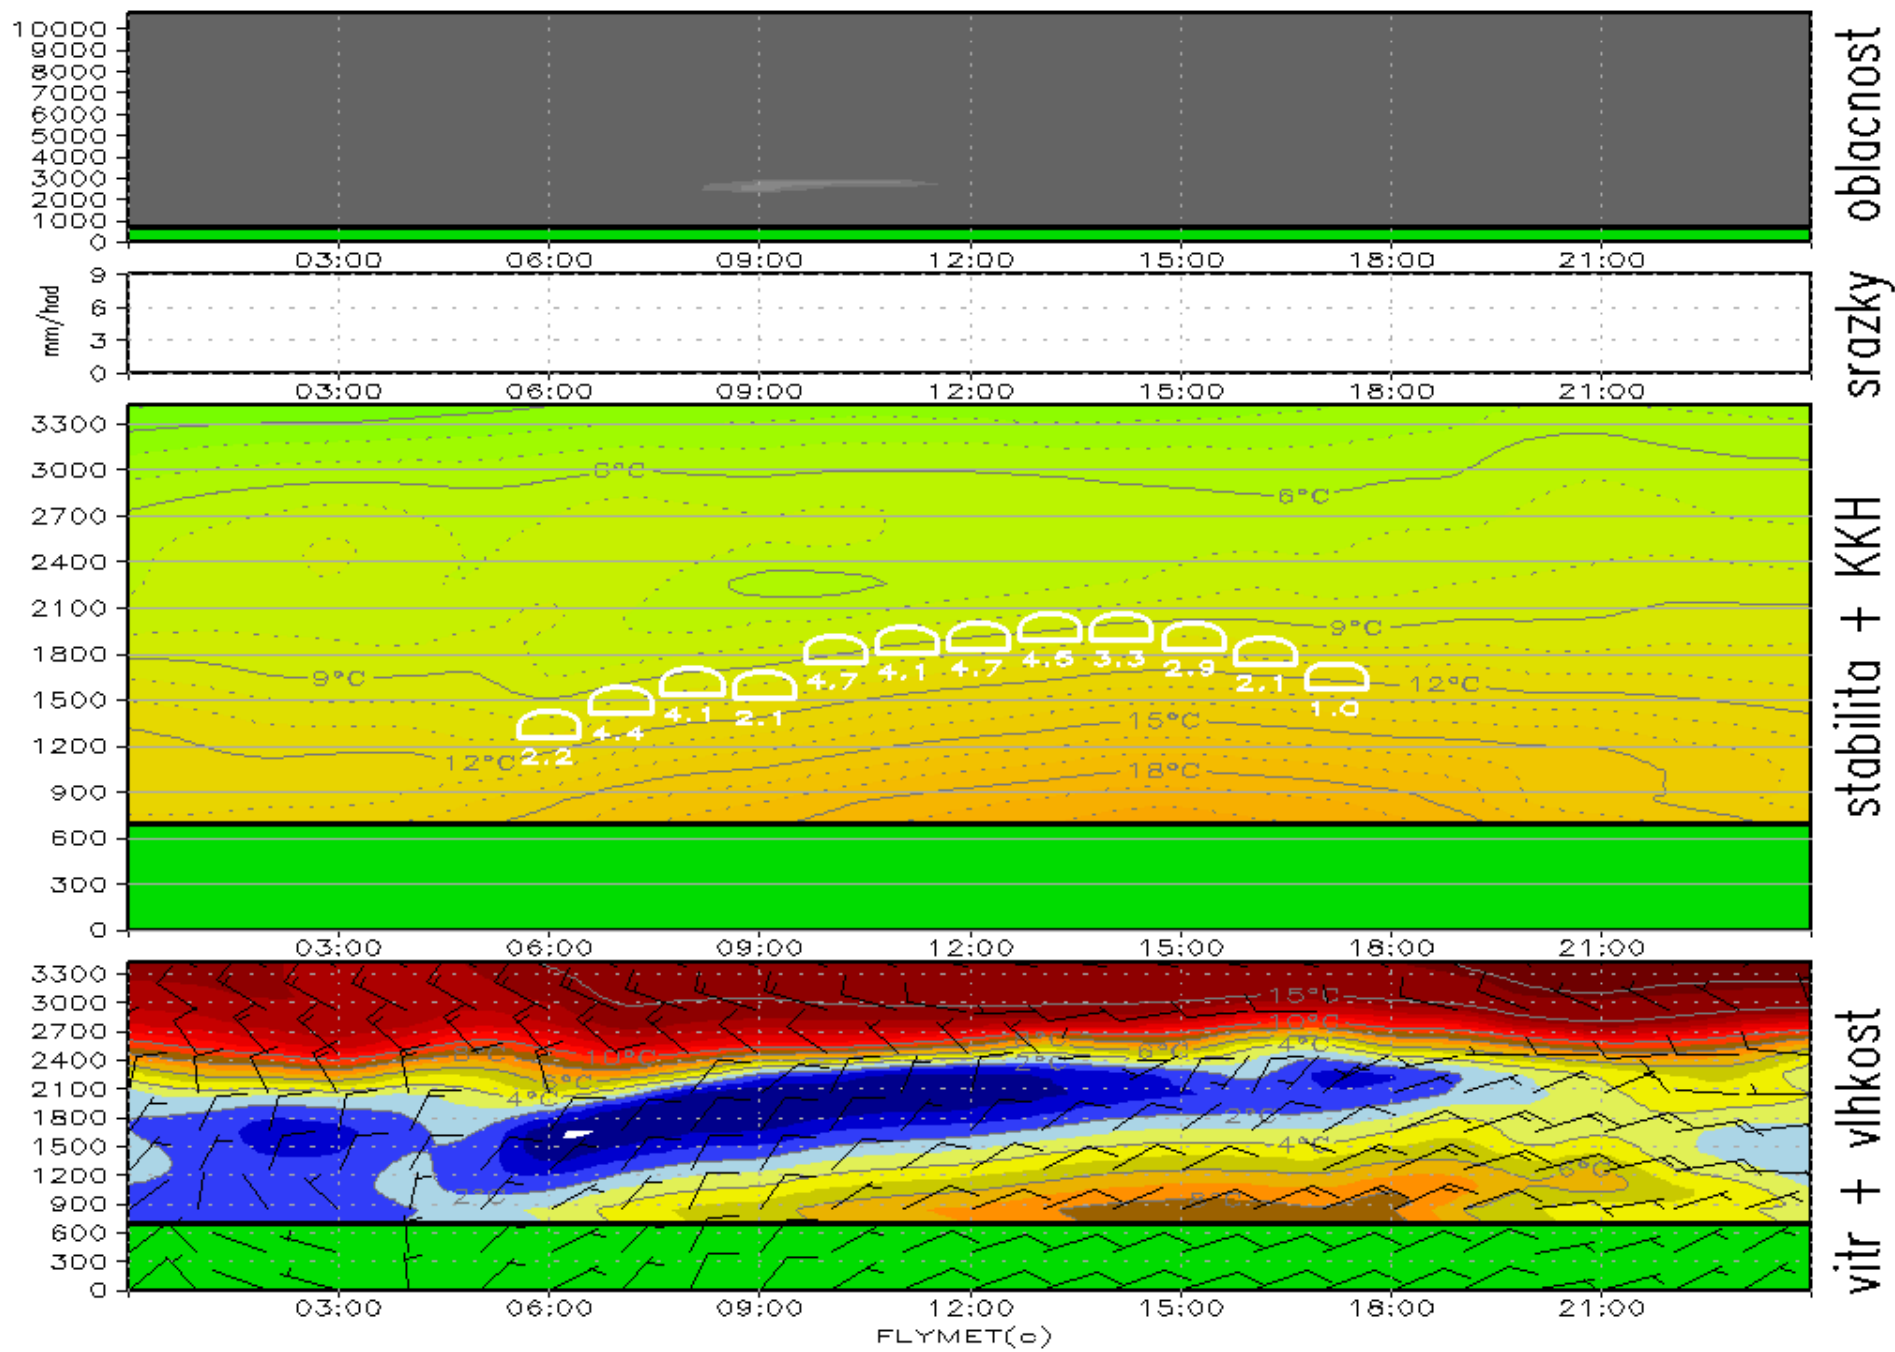 10000
9000
8000
7000
6000
5000
4000
3000
2000
1000
0
03:00 06:00 09:00 12:00 15:00 18:00 21:00
oblacnost
9
6
3
0
mm/hod
03:00 06:00 09:00 12:00 15:00 18:00 21:00
srazky
3300
3000
2700
2400
2100
1800
1500
1200
900
600
300
0
6°C
6°C
9°C
9°C
12°C
12°C
15°C
18°C
2.2
4.4
4.1
2.1
4.7
4.1
4.7
4.5
3.3
2.9
2.1
1.0
03:00 06:00 09:00 12:00 15:00 18:00 21:00
stabilita + KKH
3300
3000
2700
2400
2100
1800
1500
1200
900
600
300
0
15°C
10°C
10°C
6°C
4°C
2°C
4°C
2°C
4°C
6°C
2°C
03:00 06:00 09:00 12:00 15:00 18:00 21:00
vitr + vlhkost
FLYMET(c)